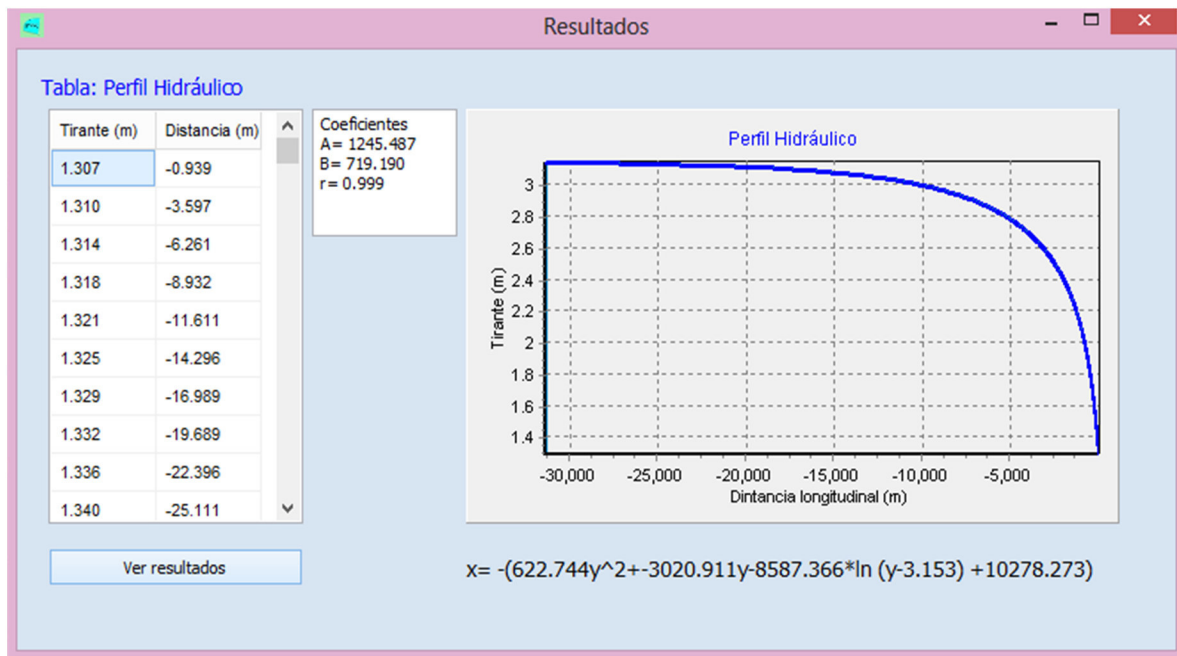 Resultados
Tabla: Perfil Hidráulico
Tirante (m) Distancia (m)
1.307 -0.939
1.310 -3.597
1.314 -6.261
1.318 -8.932
1.321 -11.611
1.325 -14.296
1.329 -16.989
1.332 -19.689
1.336 -22.396
1.340 -25.111
Ver resultados
Coeficientes
A= 1245.487
B= 719.190
r= 0.999
Perfil Hidráulico
Tirante (m)
3
2.8
2.6
2.4
2.2
2
1.8
1.6
1.4
-30,000 -25,000 -20,000 -15,000 -10,000 -5,000
Dintancia longitudinal (m)
x= -(622.744y^2+-3020.911y-8587.366*ln (y-3.153) +10278.273)